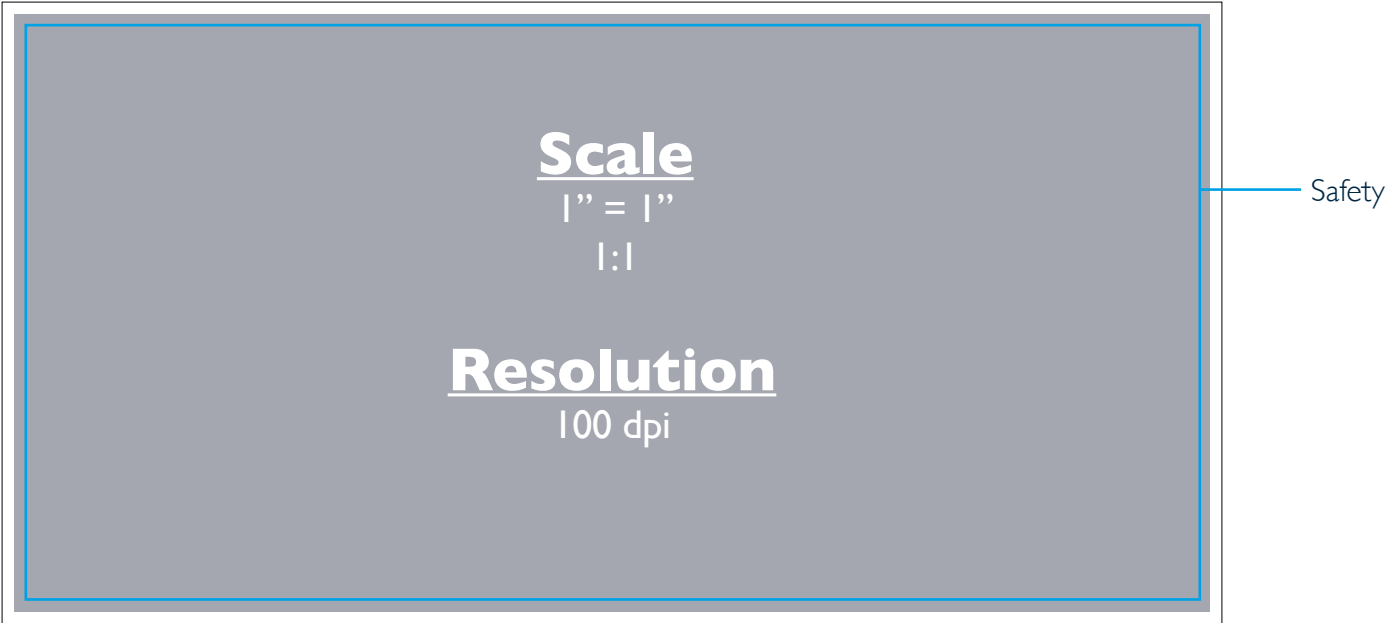 Scale
1” = 1”
1:1
Resolution
100 dpi
Safety